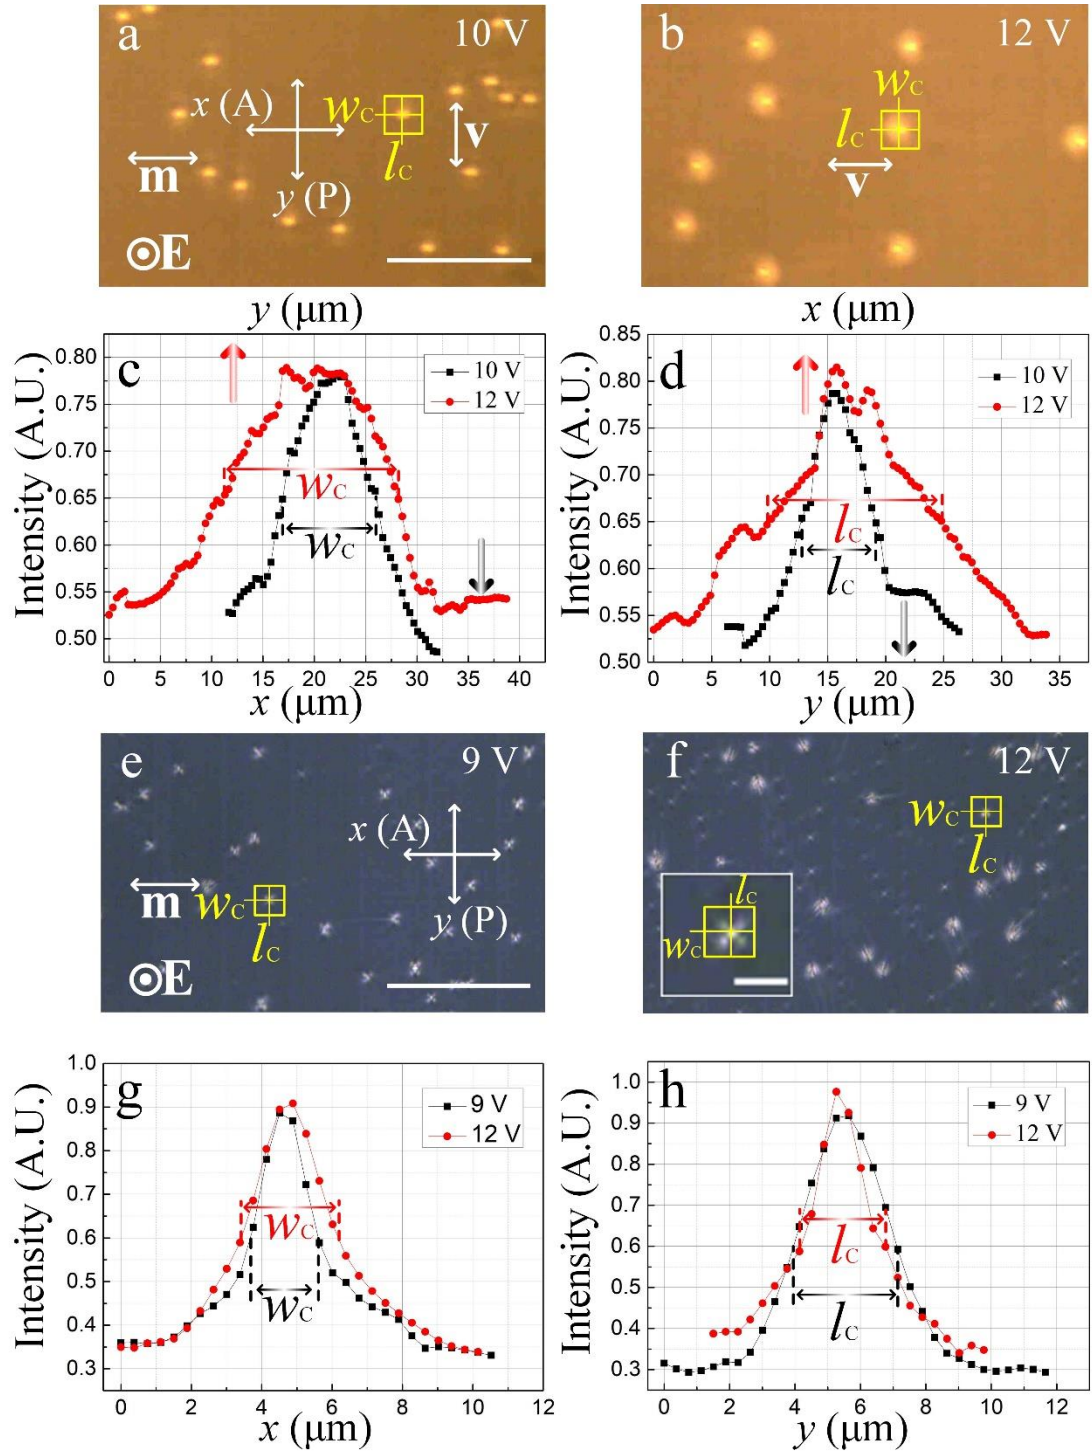 a
10 V
x (A)
wC
lC
v
m
y (P)
⊙E
b
12 V
wC
lC
v
y (μm)
x (μm)
c
10 V
12 V
wC
wC
Intensity (A.U.)
0.80
0.75
0.70
0.65
0.60
0.55
0.50
0 5 10 15 20 25 30 35 40
x (μm)
d
10 V
12 V
lC
lC
Intensity (A.U.)
0.85
0.80
0.75
0.70
0.65
0.60
0.55
0.50
0 5 10 15 20 25 30 35
y (μm)
e
9 V
x (A)
m
wC
lC
y (P)
⊙E
f
12 V
wC
lC
lC
wC
g
9 V
12 V
wC
wC
Intensity (A.U.)
1.0
0.9
0.8
0.7
0.6
0.5
0.4
0.3
0 2 4 6 8 10 12
x (μm)
h
9 V
12 V
lC
lC
Intensity (A.U.)
1.0
0.9
0.8
0.7
0.6
0.5
0.4
0.3
0 2 4 6 8 10 12
y (μm)